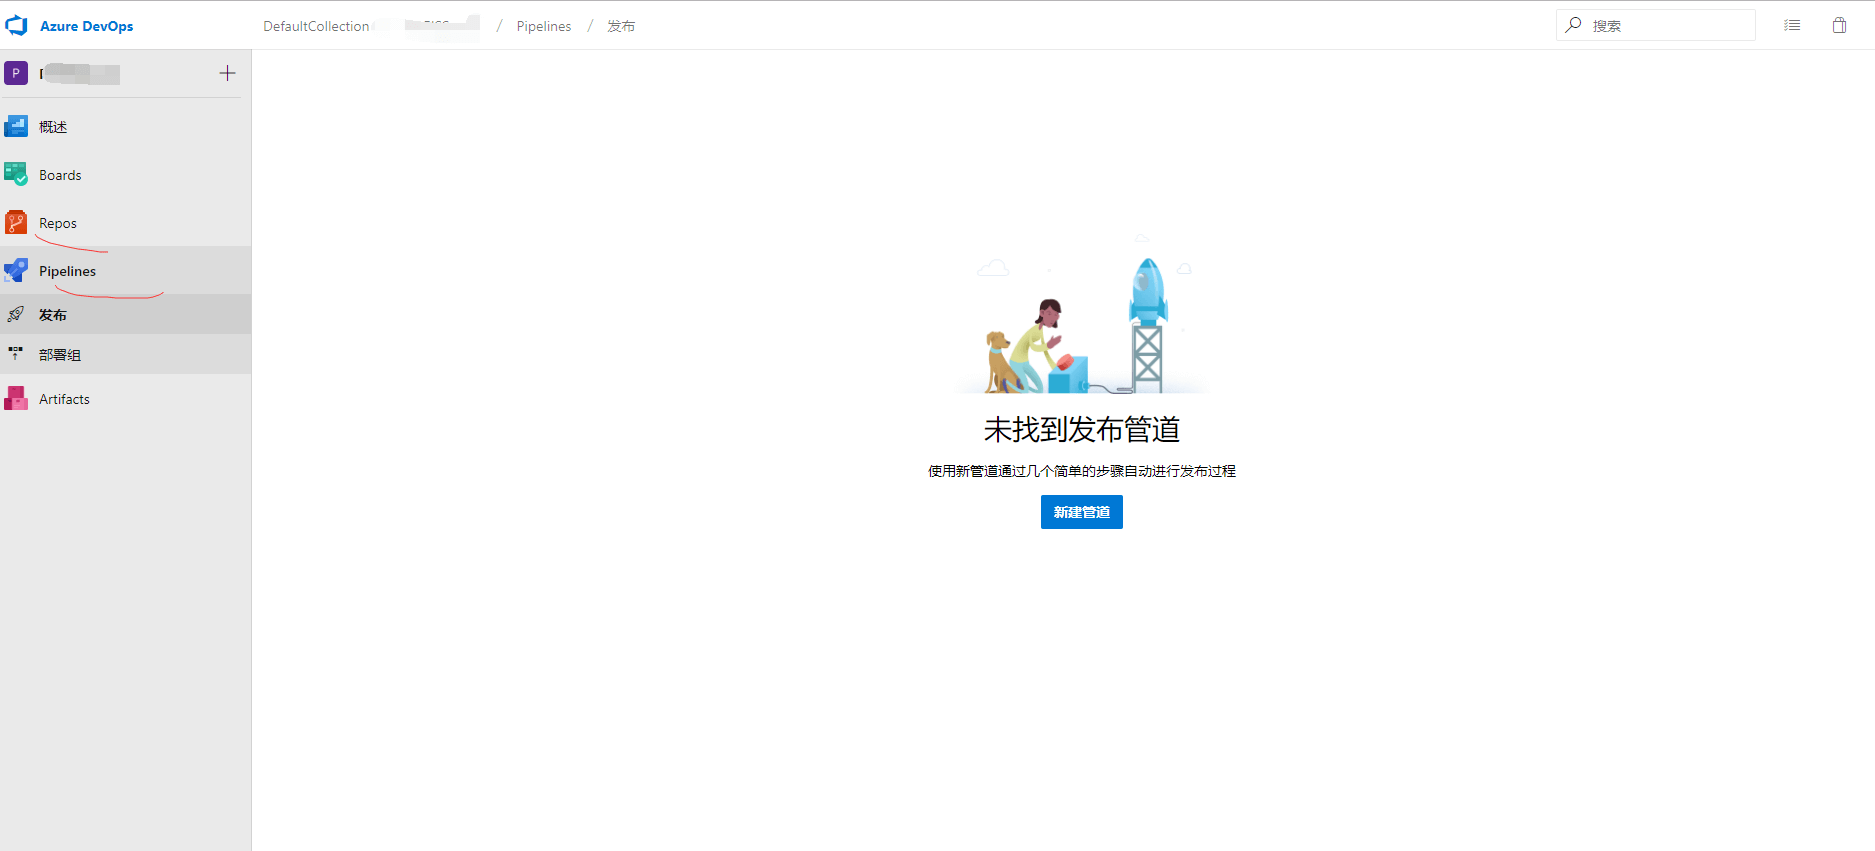 Azure DevOps
DefaultCollection / Pipelines / 发布
搜索
P
概述
Boards
Repos
Pipelines
发布
部署组
Artifacts
未找到发布管道
使用新管道通过几个简单的步骤自动进行发布过程
新建管道